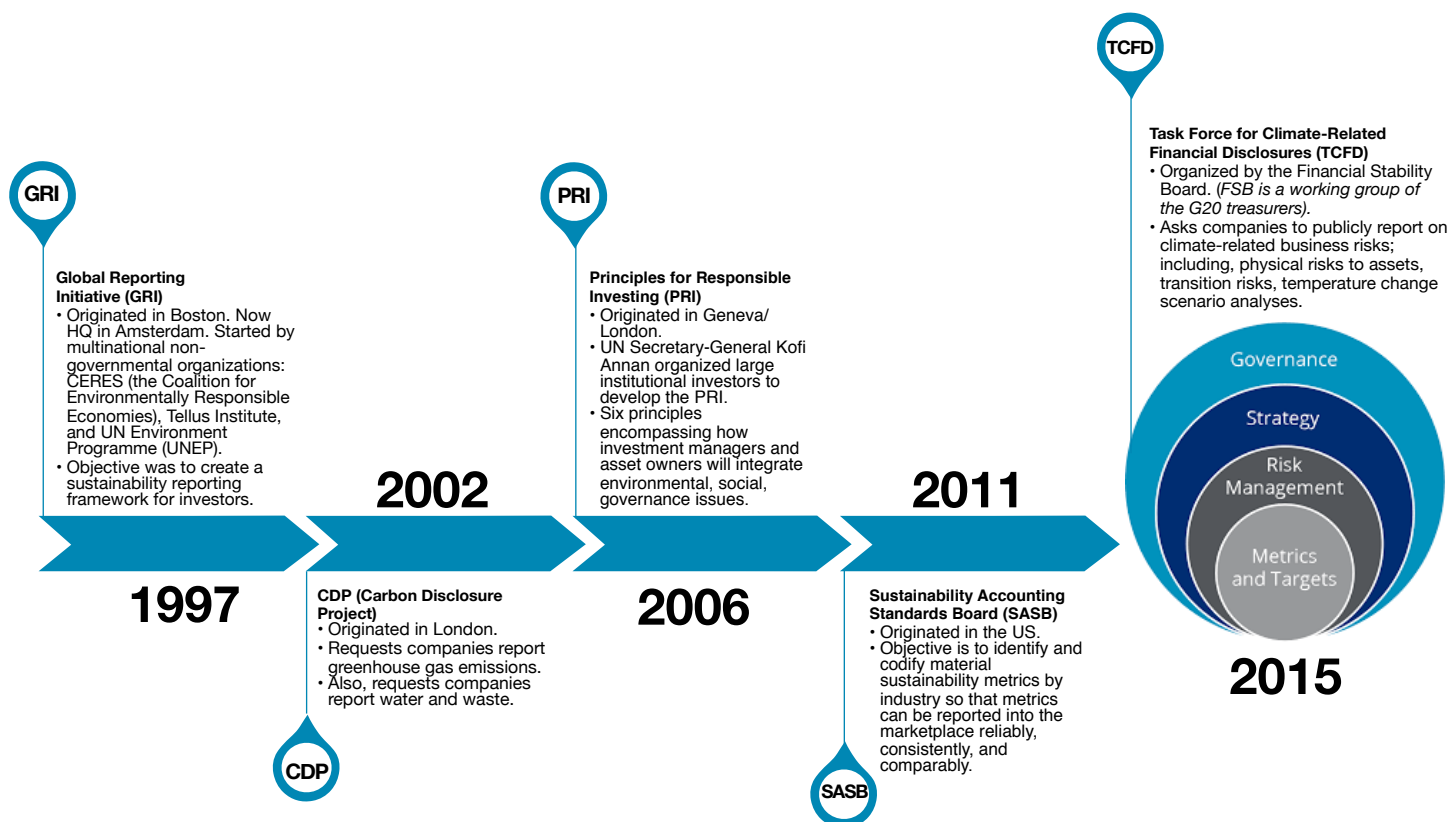 GRI
Global Reporting
Initiative (GRI)
• Originated in Boston. Now
HQ in Amsterdam. Started by
multinational non-
governmental organizations:
CERES (the Coalition for
Environmentally Responsible
Economies), Tellus Institute,
and UN Environment
Programme (UNEP).
• Objective was to create a
sustainability reporting
framework for investors.
1997
2002
CDP (Carbon Disclosure
Project)
• Originated in London.
• Requests companies report
greenhouse gas emissions.
• Also, requests companies
report water and waste.
CDP
PRI
Principles for Responsible
Investing (PRI)
• Originated in Geneva/
London.
• UN Secretary-General Kofi
Annan organized large
institutional investors to
develop the PRI.
• Six principles
encompassing how
investment managers and
asset owners will integrate
environmental, social,
governance issues.
2006
2011
Sustainability Accounting
Standards Board (SASB)
• Originated in the US.
• Objective is to identify and
codify material
sustainability metrics by
industry so that metrics
can be reported into the
marketplace reliably,
consistently, and
comparably.
SASB
TCFD
Task Force for Climate-Related
Financial Disclosures (TCFD)
• Organized by the Financial Stability
Board. (FSB is a working group of
the G20 treasurers).
• Asks companies to publicly report on
climate-related business risks;
including, physical risks to assets,
transition risks, temperature change
scenario analyses.
Governance
Strategy
Risk
Management
Metrics
and Targets
2015